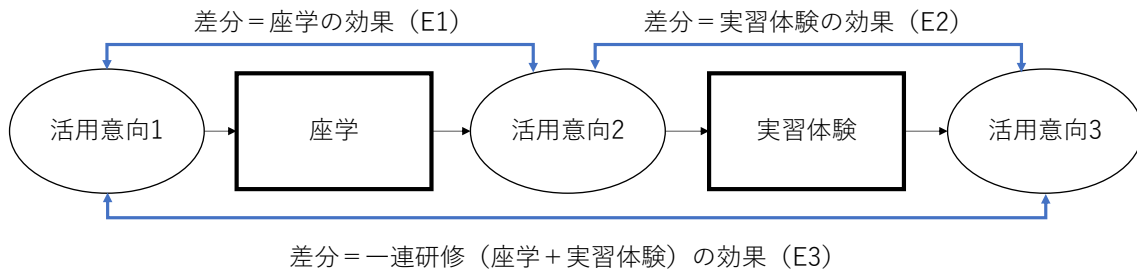 差分＝座学の効果（E1）
差分＝実習体験の効果（E2）
活用意向1
座学
活用意向2
実習体験
活用意向3
差分＝一連研修（座学＋実習体験）の効果（E3）